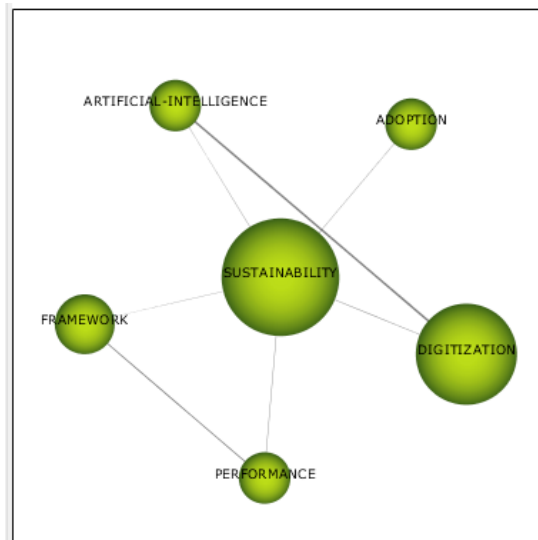 ARTIFICIAL-INTELLIGENCE
ADOPTION
SUSTAINABILITY
FRAMEWORK
DIGITIZATION
PERFORMANCE